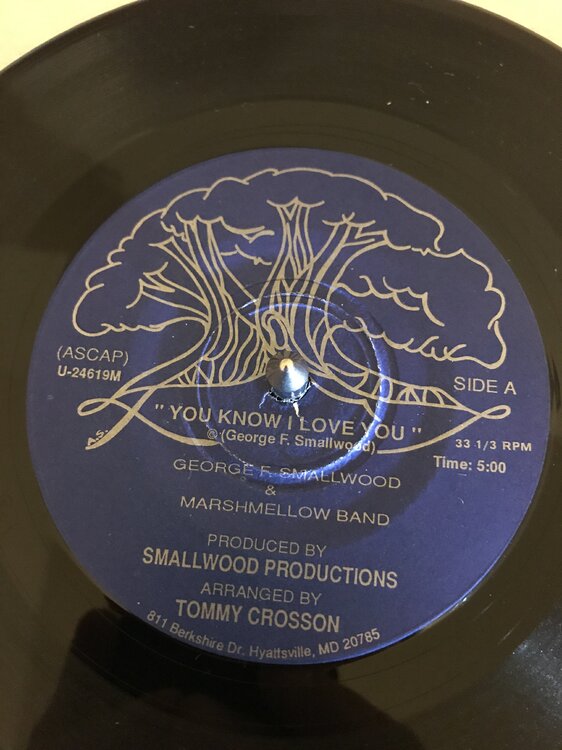 (ASCAP)
U-24619M
SIDE A
" YOU KNOW I LOVE YOU "
(George F. Smallwood)
33 1/3 RPM
Time: 5:00
GEORGE F. SMALLWOOD
&
MARSHMELLOW BAND
PRODUCED BY
SMALLWOOD PRODUCTIONS
ARRANGED BY
TOMMY CROSSON
811 Berkshire Dr. Hyattsville, MD 20785